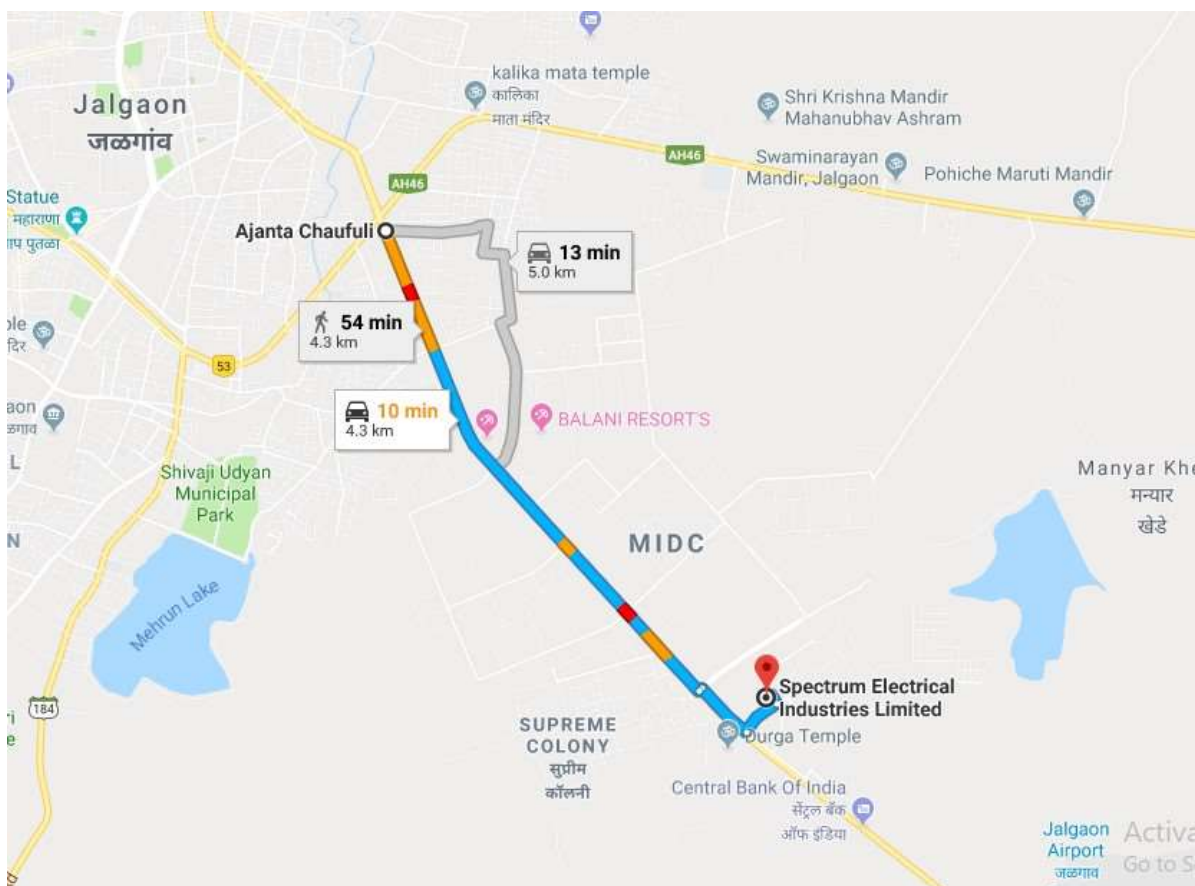 kalika mata temple
कालिका
माता मंदिर
Jalgaon
जळगांव
Shri Krishna Mandir
Mahanubhav Ashram
AH46
Swaminarayan
Mandir, Jalgaon
Pohiche Maruti Mandir
AH46
Statue
महाराणा
प पुतळा
Ajanta Chaufuli
13 min
5.0 km
54 min
4.3 km
53
10 min
4.3 km
BALANI RESORT'S
Shivaji Udyan
Municipal
Park
Manyar Khe
मन्यार
खेडे
MIDC
Mehrun Lake
Spectrum Electrical
Industries Limited
184
SUPREME
COLONY
सुप्रीम
कॉलनी
Durga Temple
Central Bank Of India
सेंट्रल बँक
ऑफ इंडिया
Jalgaon
Airport
जळगांव
Activa
Go to S